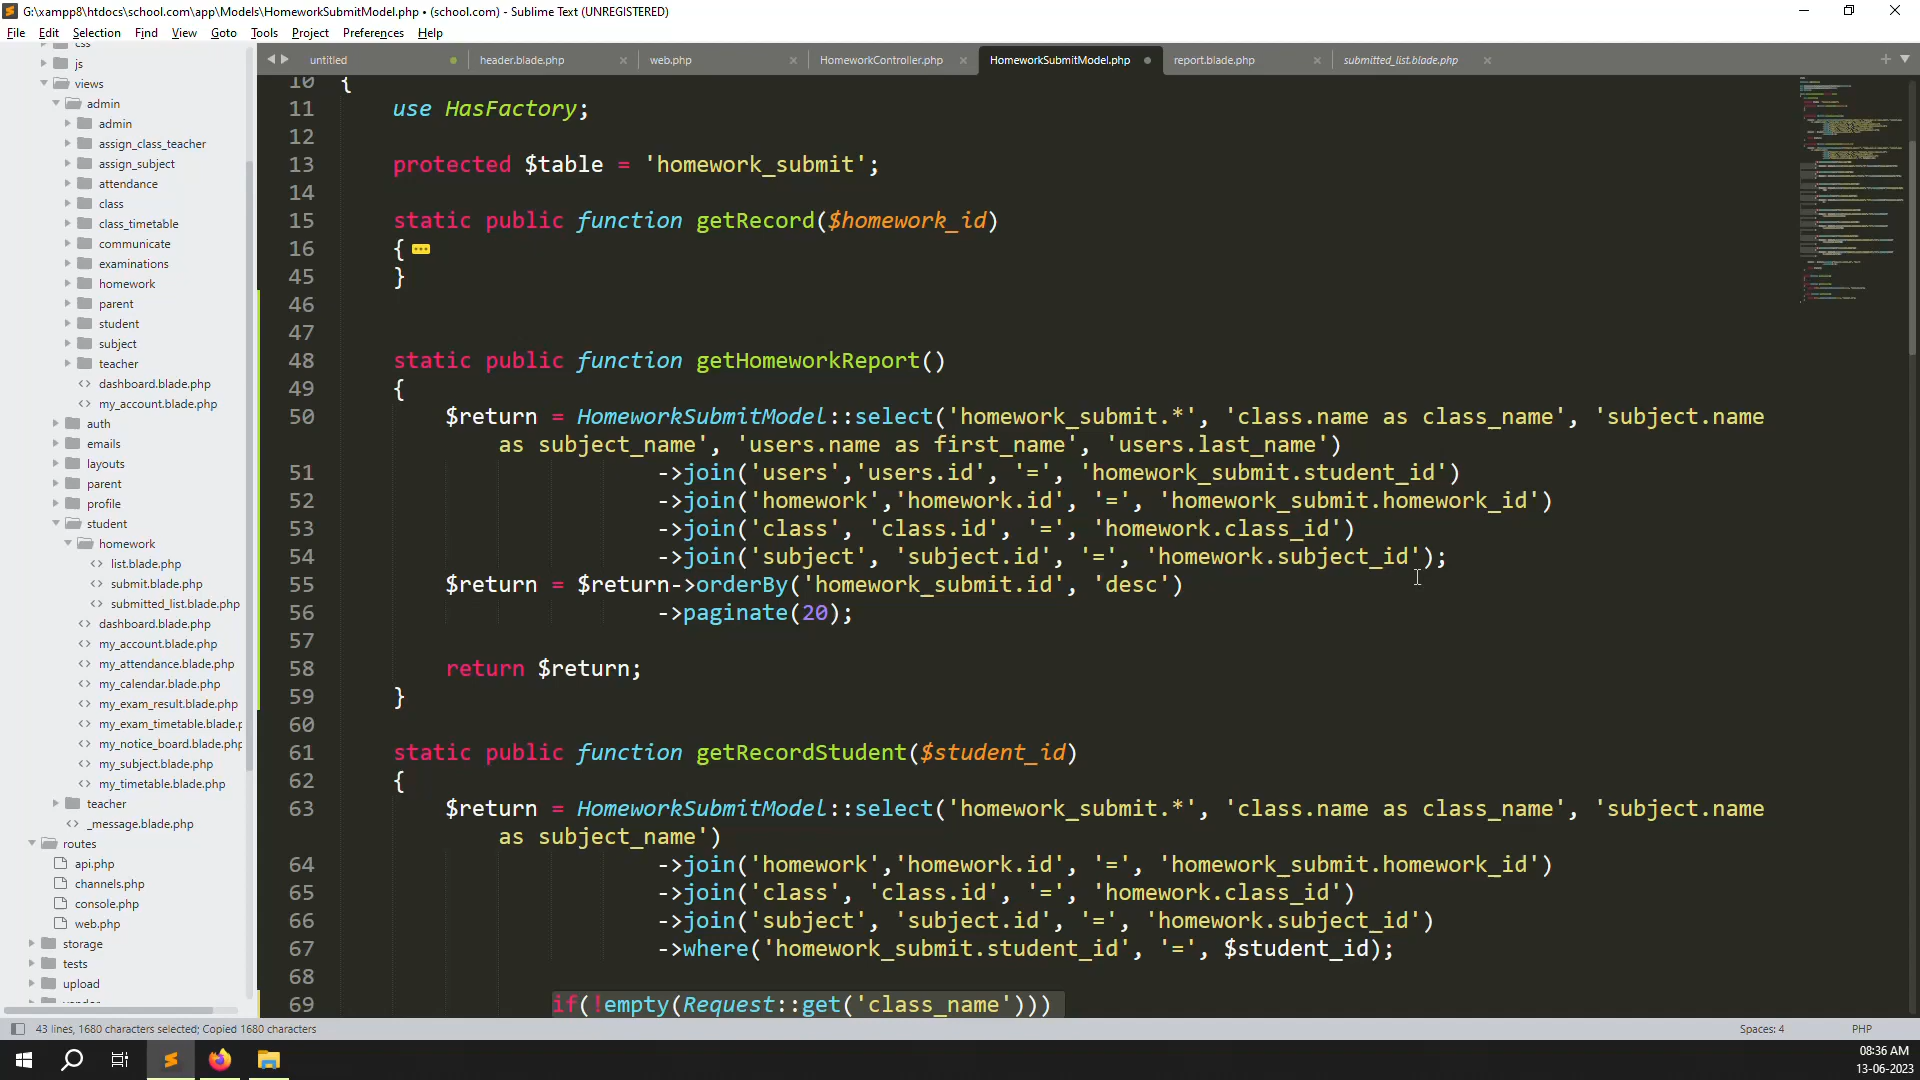 G:\xampp8\htdocs\school.com\app\Models\HomeworkSubmitModel.php • (school.com) - Sublime Text (UNREGISTERED)
File Edit Selection Find View Goto Tools Project Preferences Help
css
js
views
admin
admin
assign_class_teacher
assign_subject
attendance
class
class_timetable
communicate
examinations
homework
parent
student
subject
teacher
dashboard.blade.php
my_account.blade.php
auth
emails
layouts
parent
profile
student
homework
list.blade.php
submit.blade.php
submitted_list.blade.php
dashboard.blade.php
my_account.blade.php
my_attendance.blade.php
my_calendar.blade.php
my_exam_result.blade.php
my_exam_timetable.blade.p
my_notice_board.blade.php
my_subject.blade.php
my_timetable.blade.php
teacher
_message.blade.php
routes
api.php
channels.php
console.php
web.php
storage
tests
upload
untitled header.blade.php web.php HomeworkController.php HomeworkSubmitModel.php report.blade.php submitted_list.blade.php
10 {
11 use HasFactory;
12
13 protected $table = 'homework_submit';
14
15 static public function getRecord($homework_id)
16 {
45 }
46
47
48 static public function getHomeworkReport()
49 {
50 $return = HomeworkSubmitModel::select('homework_submit.*', 'class.name as class_name', 'subject.name
as subject_name', 'users.name as first_name', 'users.last_name')
51 ->join('users','users.id', '=', 'homework_submit.student_id')
52 ->join('homework','homework.id', '=', 'homework_submit.homework_id')
53 ->join('class', 'class.id', '=', 'homework.class_id')
54 ->join('subject', 'subject.id', '=', 'homework.subject_id');
55 $return = $return->orderBy('homework_submit.id', 'desc')
56 ->paginate(20);
57
58 return $return;
59 }
60
61 static public function getRecordStudent($student_id)
62 {
63 $return = HomeworkSubmitModel::select('homework_submit.*', 'class.name as class_name', 'subject.name
as subject_name')
64 ->join('homework','homework.id', '=', 'homework_submit.homework_id')
65 ->join('class', 'class.id', '=', 'homework.class_id')
66 ->join('subject', 'subject.id', '=', 'homework.subject_id')
67 ->where('homework_submit.student_id', '=', $student_id);
68
69 if(!empty(Request::get('class_name')))
43 lines, 1680 characters selected; Copied 1680 characters Spaces: 4 PHP
08:36 AM
13-06-2023